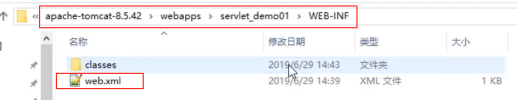 apache-tomcat-8.5.42 › webapps › servlet_demo01 › WEB-INF
名称 修改日期 类型 大小
classes 2019/6/29 14:43 文件夹
web.xml 2019/6/29 14:39 XML 文件 1 KB